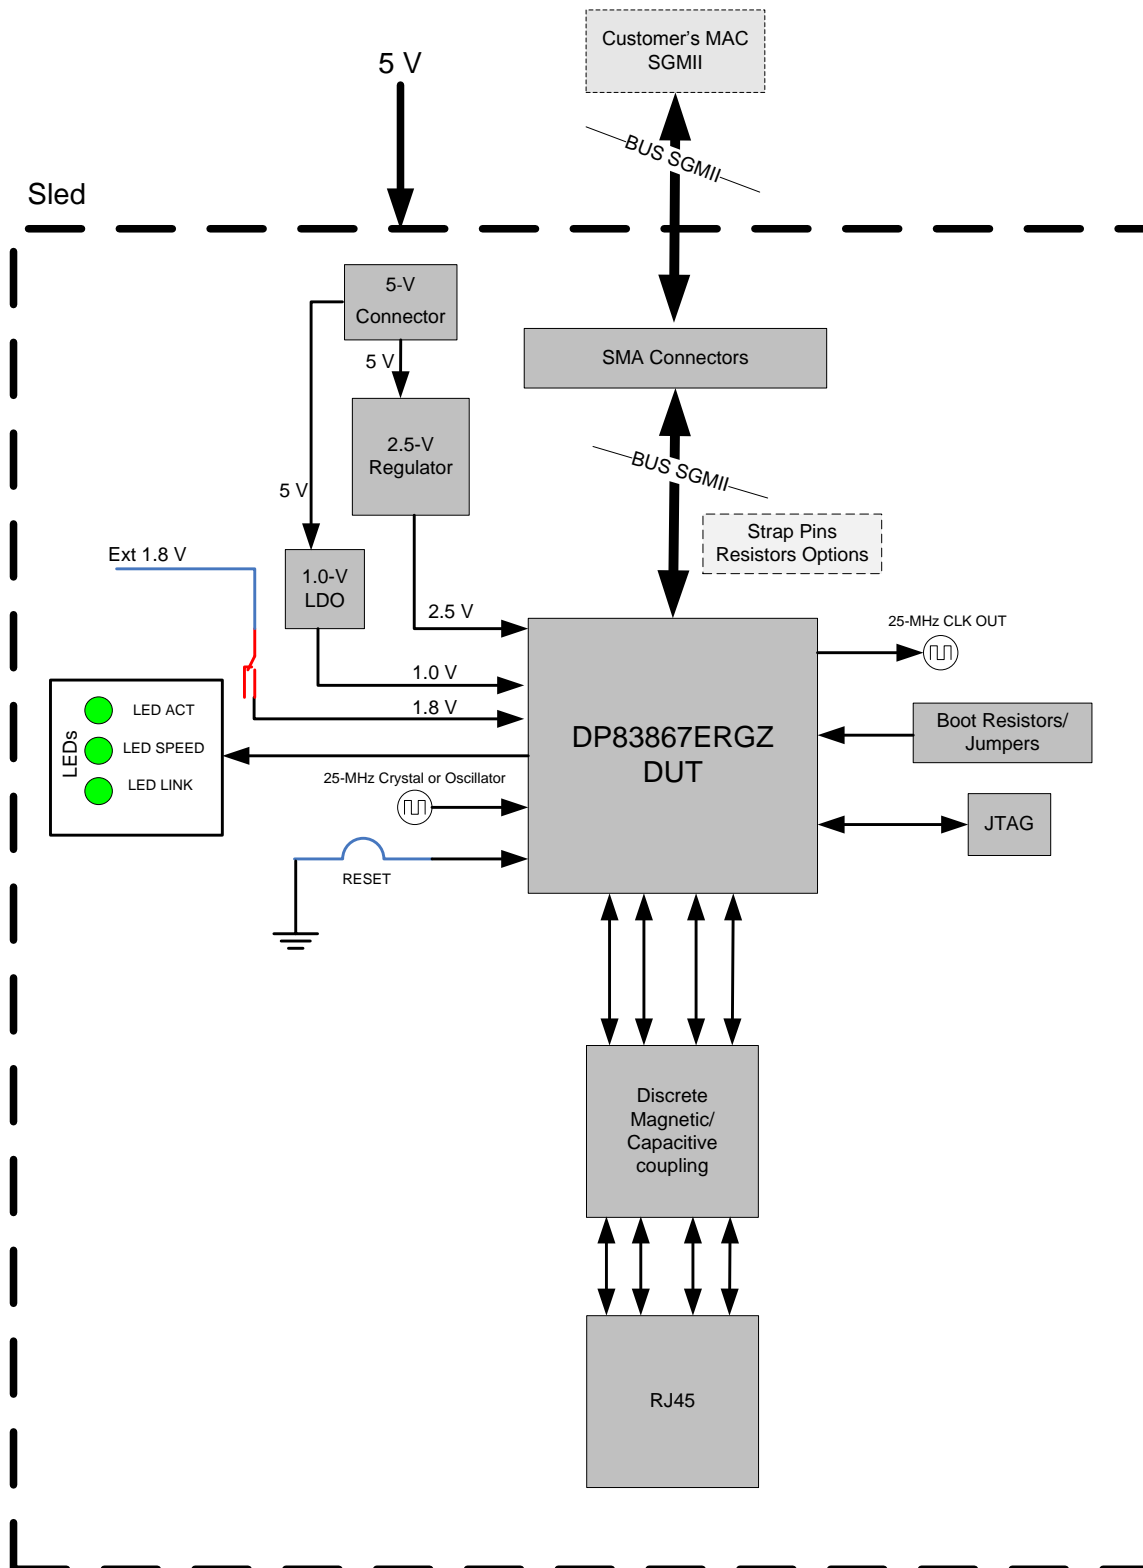 Customer's MAC
SGMII
5 V
BUS SGMII
Sled
5-V
Connector
SMA Connectors
5 V
2.5-V
Regulator
BUS SGMII
5 V
Strap Pins
Resistors Options
Ext 1.8 V
1.0-V
LDO
2.5 V
25-MHz CLK OUT
1.0 V
1.8 V
LEDs
LED ACT
LED SPEED
LED LINK
DP83867ERGZ
DUT
Boot Resistors/
Jumpers
25-MHz Crystal or Oscillator
JTAG
RESET
Discrete
Magnetic/
Capacitive
coupling
RJ45